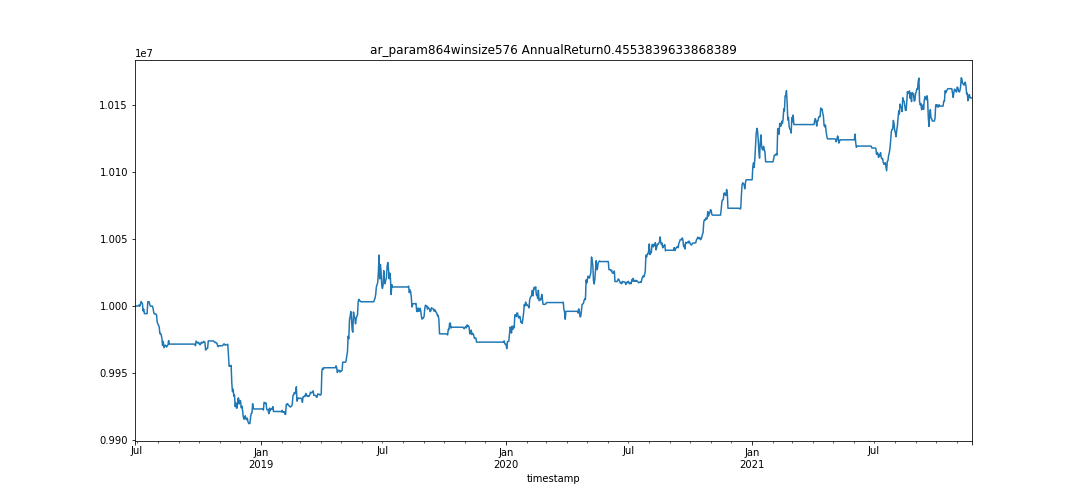 ar_param864winsize576 AnnualReturn0.4553839633868389
1e7
1.015
1.010
1.005
1.000
0.995
0.990
Jul Jan Jul Jan Jul Jan Jul
2019 2020 2021
timestamp